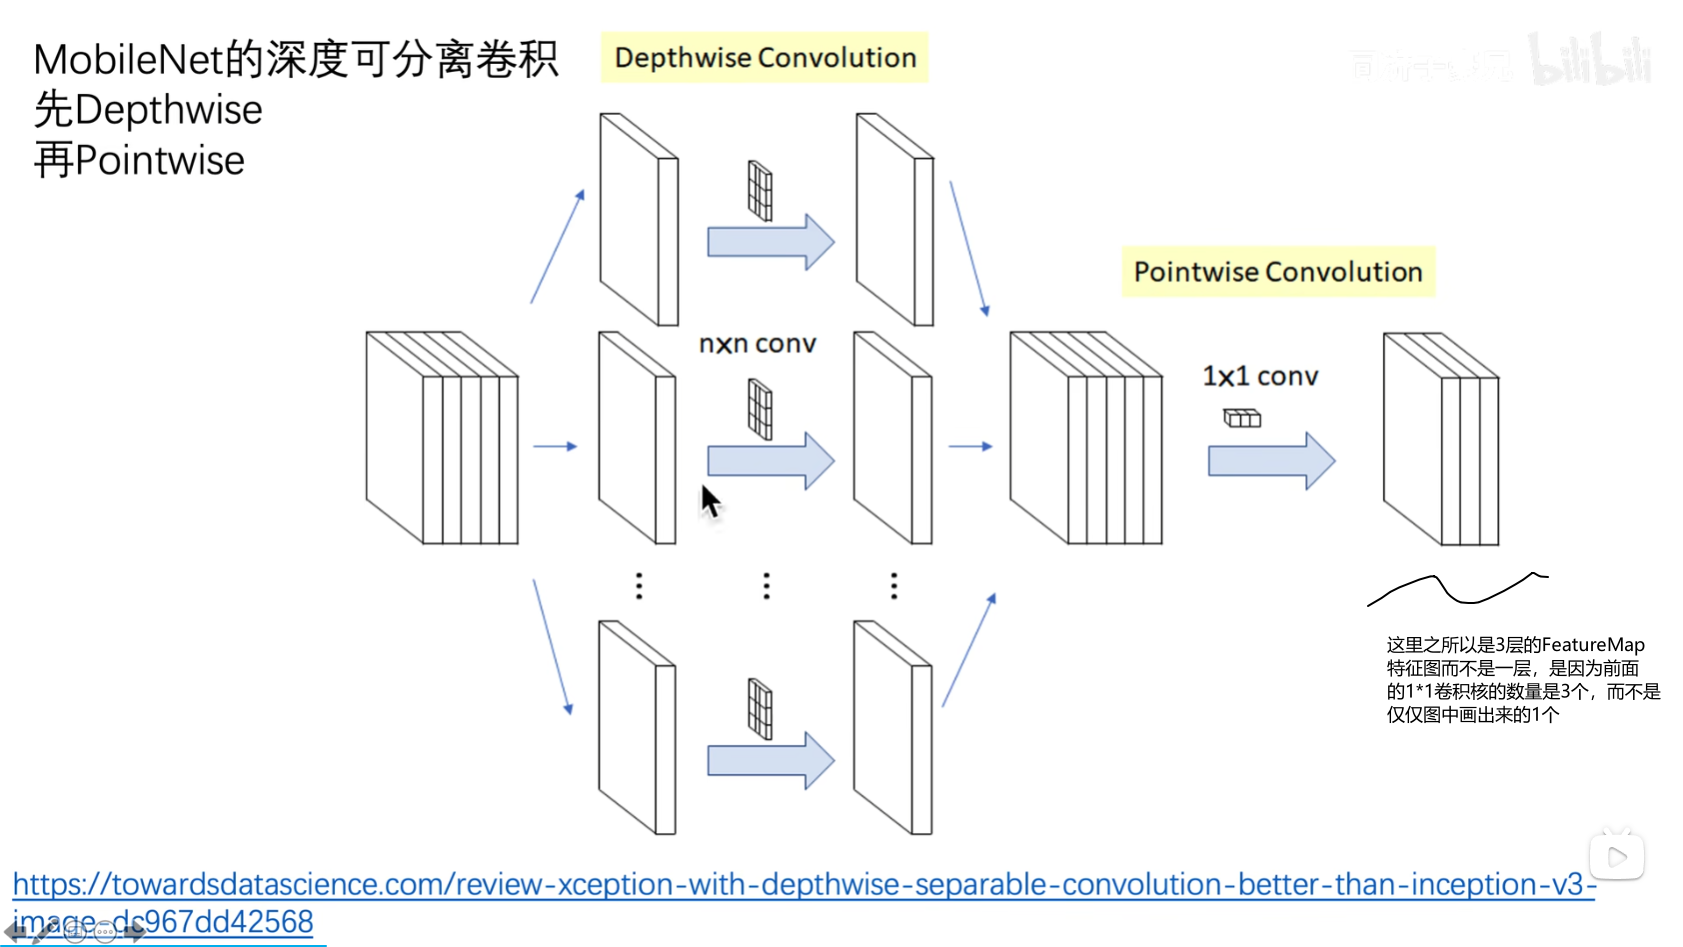 MobileNet的深度可分离卷积
先Depthwise
再Pointwise
Depthwise Convolution
bilibili
Pointwise Convolution
nxn conv
1x1 conv
这里之所以是3层的FeatureMap
特征图而不是一层，是因为前面
的1*1卷积核的数量是3个，而不是
仅仅图中画出来的1个
https://towardsdatascience.com/review-xception-with-depthwise-separable-convolution-better-than-inception-v3-
image-dc967dd42568